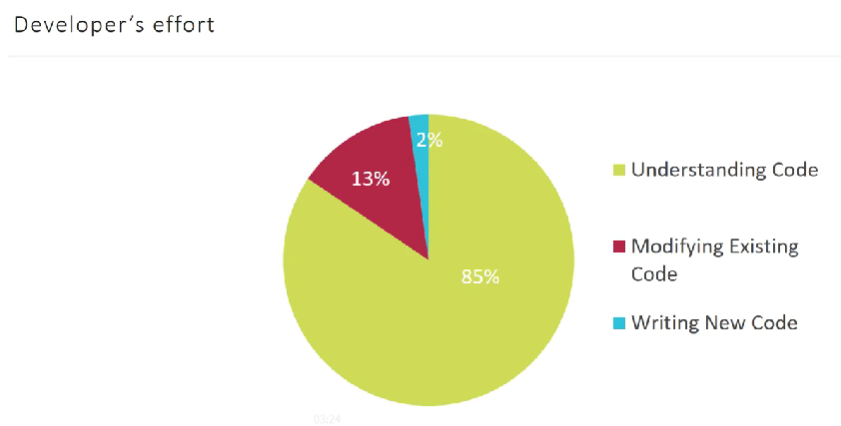 Developer's effort
2%
13%
85%
Understanding Code
Modifying Existing
Code
Writing New Code
03:24